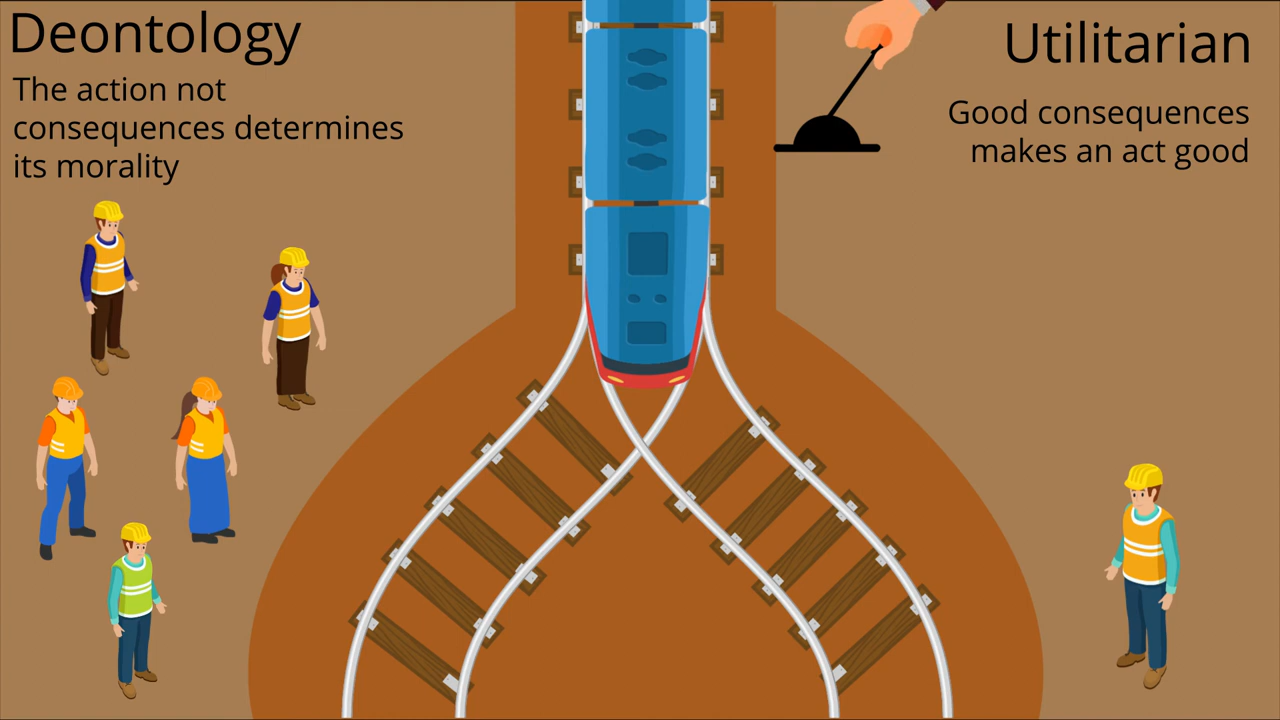 Deontology
The action not
consequences determines
its morality
Utilitarian
Good consequences
makes an act good